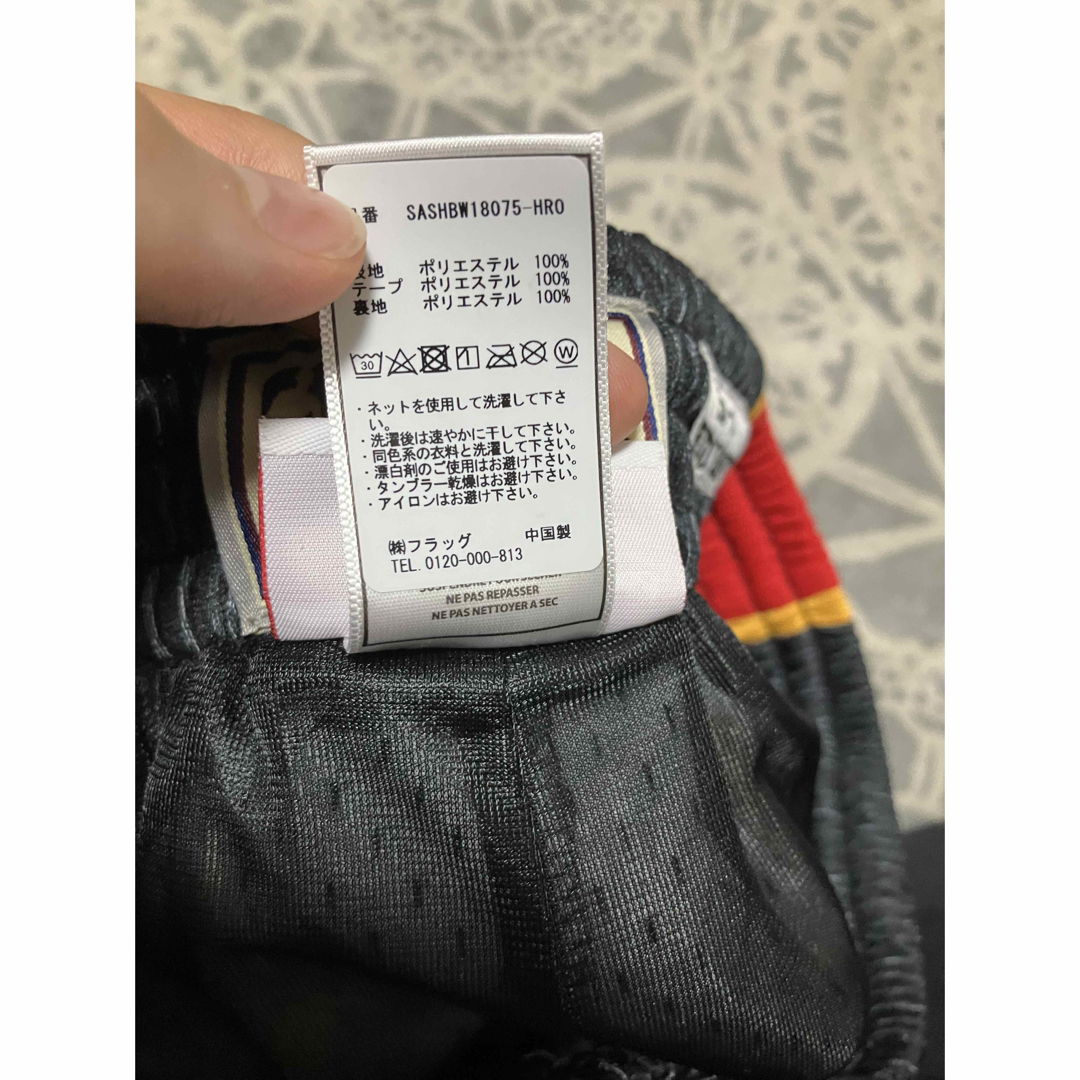 番 SASHBW18075-HRO
表地 ポリエステル 100%
テープ ポリエステル 100%
裏地 ポリエステル 100%
30
W
・ネットを使用して洗濯して下さ
い。
・洗濯後は速やかに干して下さい。
・同色系の衣料と洗濯して下さい。
・漂白剤のご使用はお避け下さい。
・タンブラー乾燥はお避け下さい。
・アイロンはお避け下さい。
㈱フラッグ 中国製
TEL.0120-000-813
NE PAS REPASSER
NE PAS NETTOYER A SEC